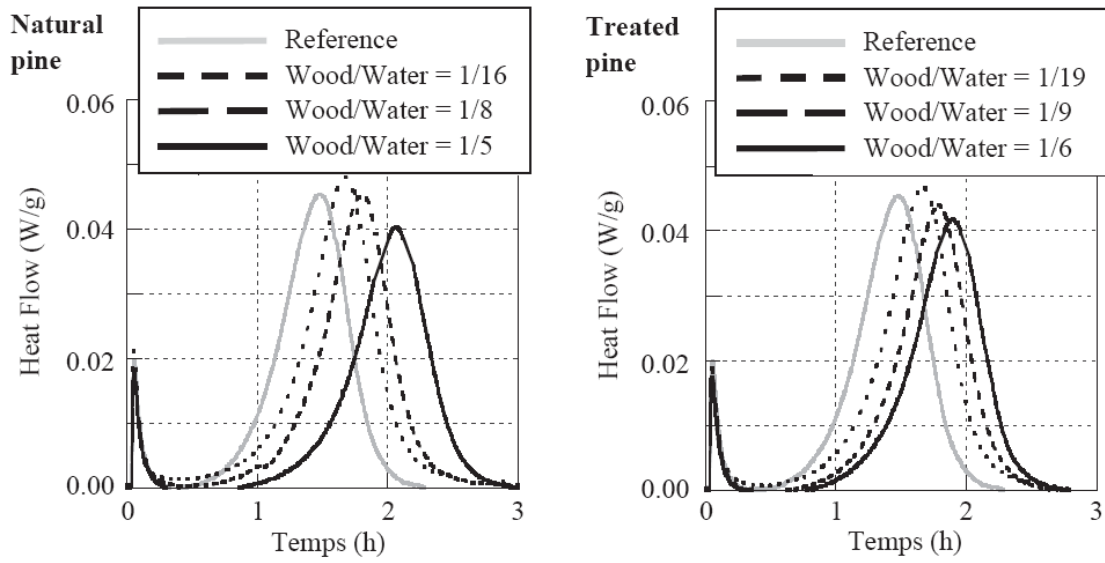 Natural
pine
Reference
Wood/Water = 1/16
Wood/Water = 1/8
Wood/Water = 1/5
Heat Flow (W/g)
0.06
0.04
0.02
0.00
0
1
2
3
Temps (h)
Treated
pine
Reference
Wood/Water = 1/19
Wood/Water = 1/9
Wood/Water = 1/6
Heat Flow (W/g)
0.06
0.04
0.02
0.00
0
1
2
3
Temps (h)